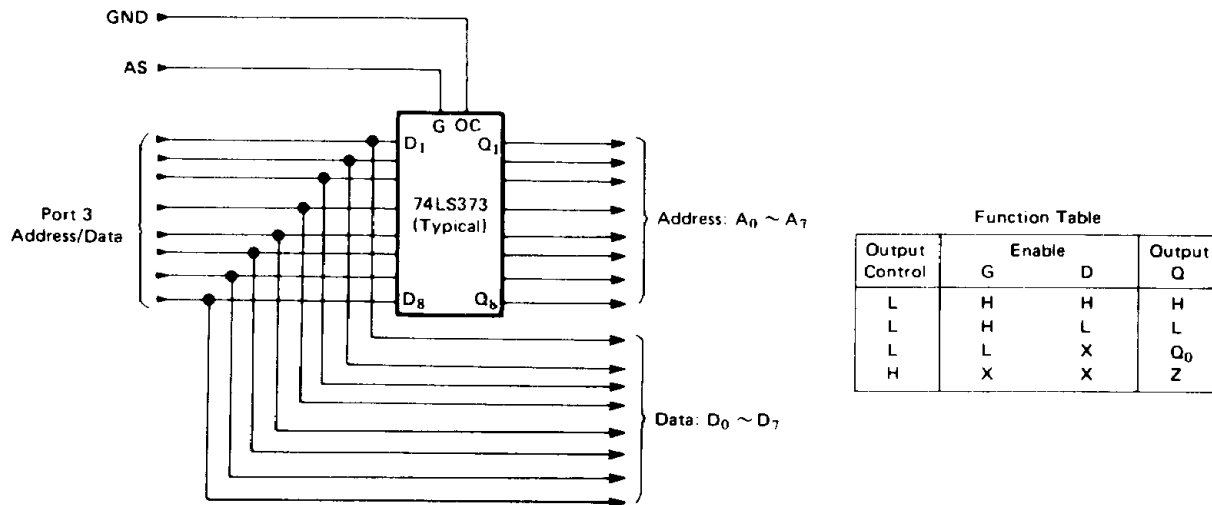 GND
AS
G OC
D1 Q1
74LS373
(Typical)
Port 3
Address/Data
Address: A0 ~ A7
D8 Q8
Data: D0 ~ D7
Function Table
Output Control Enable Output
G D Q
L H H H
L H L L
L L X Q0
H X X Z